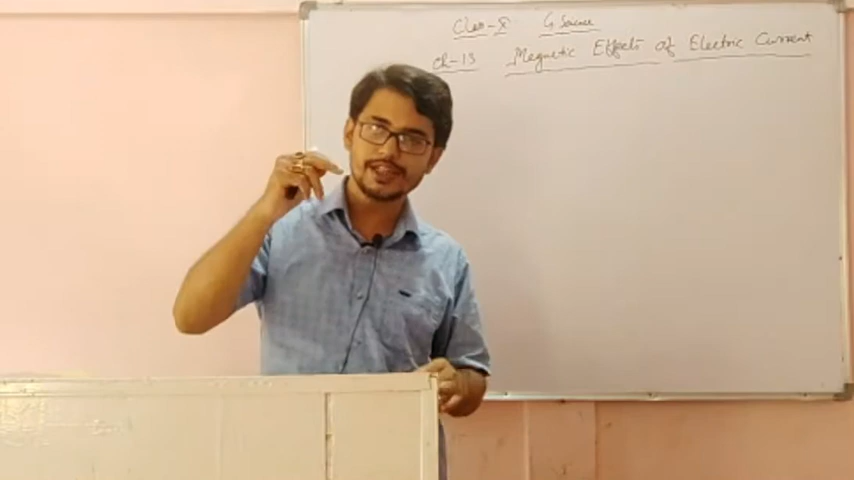 Class-X G Science
Ch-13 Magnetic Effects of Electric Current